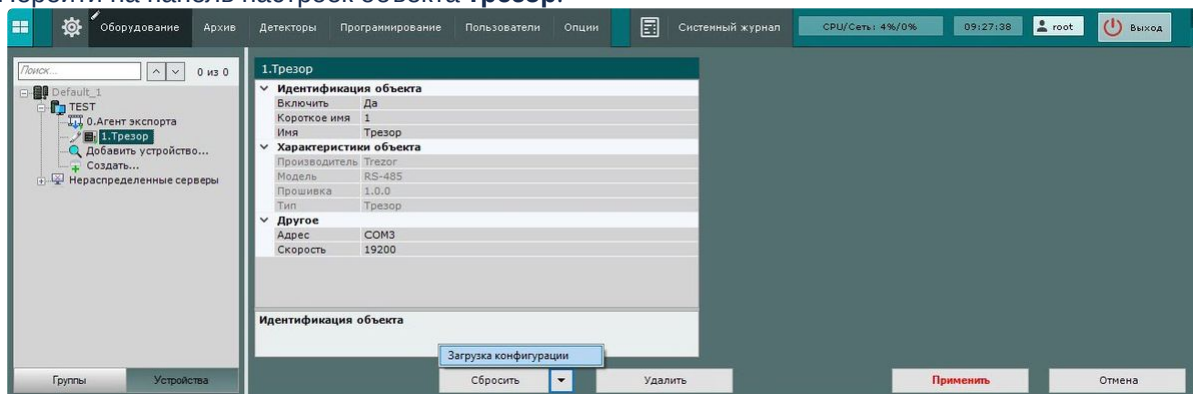 Перейти на панель настроек объекта Трезор.
Оборудование Архив Детекторы Программирование Пользователи Опции Системный журнал CPU/Сеть: 4%/0% 09:27:38 root Выход
Поиск... 0 из 0
Default_1
TEST
0.Агент экспорта
1.Трезор
Добавить устройство...
Создать...
Нераспределенные серверы
Группы Устройства
1.Трезор
Идентификация объекта
Включить Да
Короткое имя 1
Имя Трезор
Характеристики объекта
Производитель Trezor
Модель RS-485
Прошивка 1.0.0
Тип Трезор
Другое
Адрес COM3
Скорость 19200
Идентификация объекта
Загрузка конфигурации
Сбросить Удалить Применить Отмена